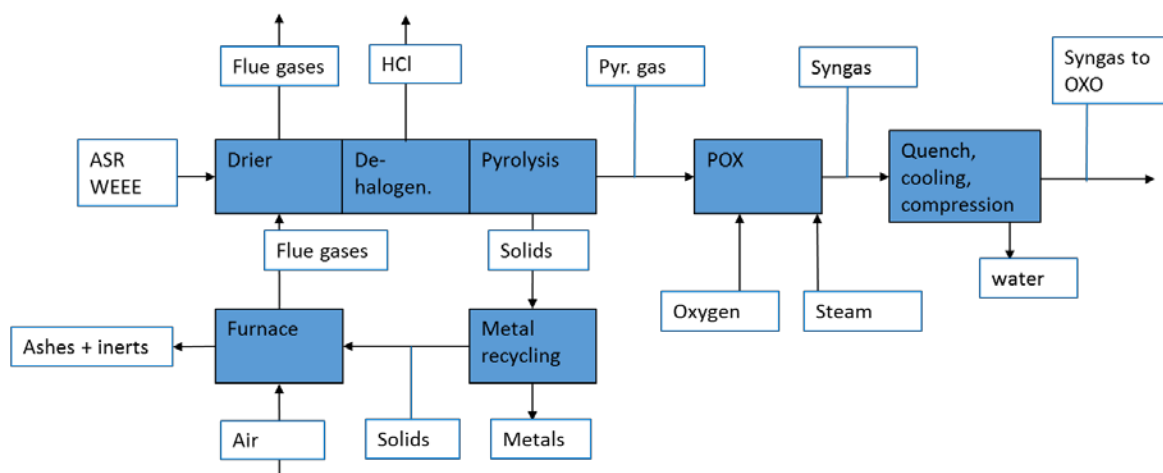 Flue gases
HCl
Pyr. gas
Syngas
Syngas to
OXO
ASR
WEEE
Drier
De-
halogen.
Pyrolysis
POX
Quench,
cooling,
compression
Flue gases
Solids
water
Oxygen
Steam
Ashes + inerts
Furnace
Metal
recycling
Air
Solids
Metals